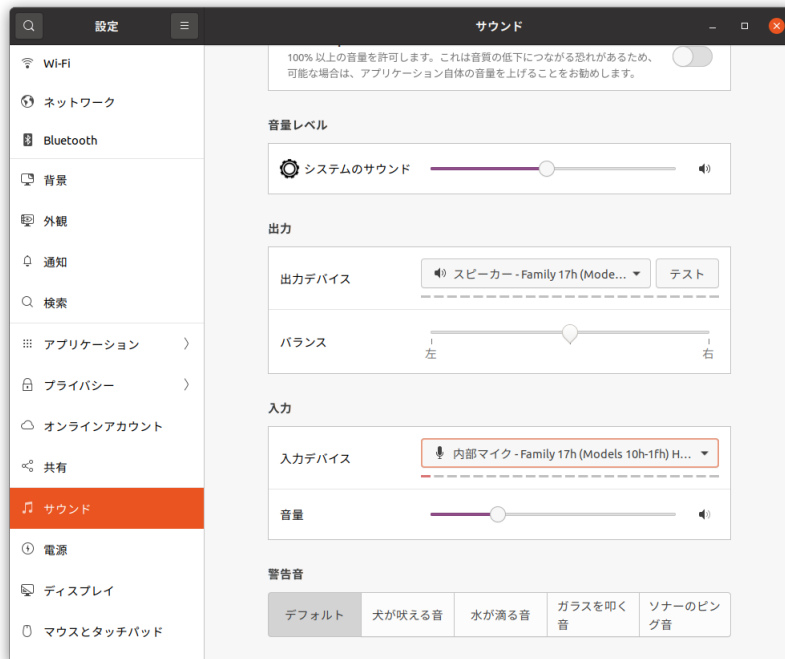 設定
サウンド
Wi-Fi
ネットワーク
Bluetooth
背景
外観
通知
検索
アプリケーション
プライバシー
オンラインアカウント
共有
サウンド
電源
ディスプレイ
マウスとタッチパッド
100% 以上の音量を許可します。これは音質の低下につながる恐れがあるため、
可能な場合は、アプリケーション自体の音量を上げることをお勧めします。
音量レベル
システムのサウンド
出力
出力デバイス
スピーカー - Family 17h (Mode...
テスト
バランス
左
右
入力
入力デバイス
内部マイク - Family 17h (Models 10h-1fh) H...
音量
警告音
デフォルト
犬が吠える音
水が滴る音
ガラスを叩く
音
ソナーのピン
グ音